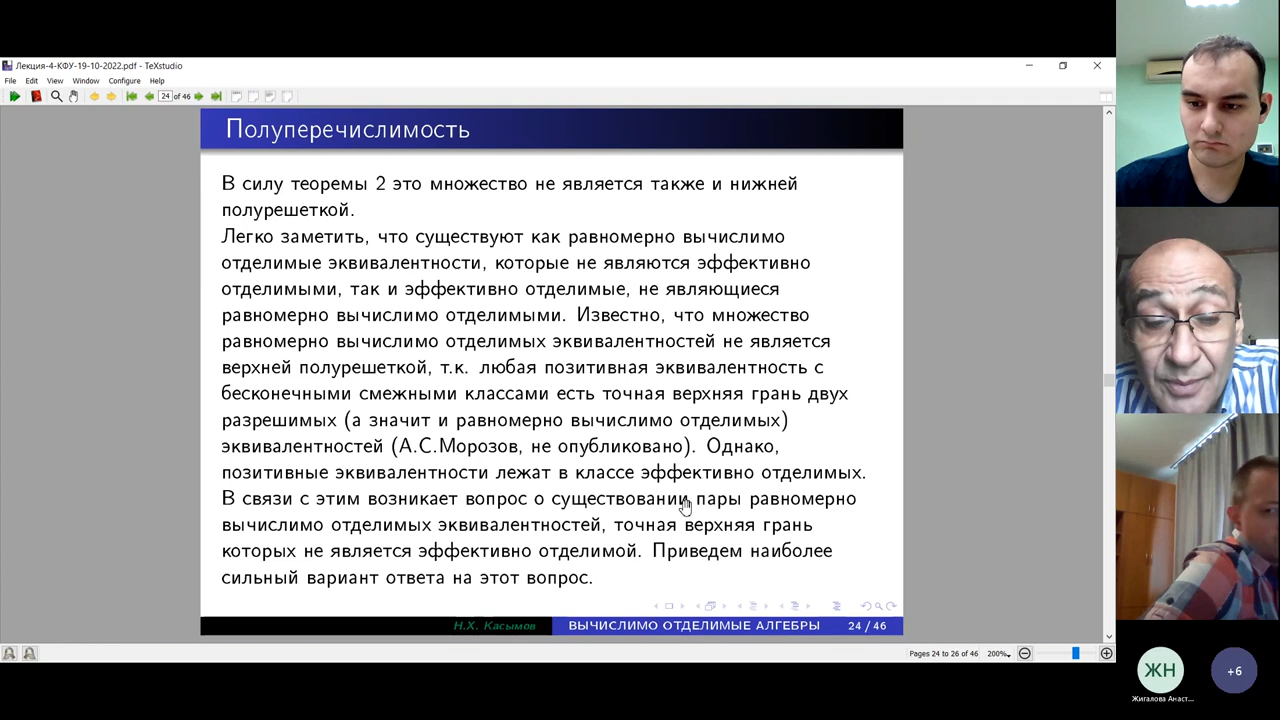 Лекция-4-КФУ-19-10-2022.pdf - TeXstudio
File Edit View Window Configure Help
24 of 46
Полуперечислимость
В силу теоремы 2 это множество не является также и нижней
полурешеткой.
Легко заметить, что существуют как равномерно вычислимо
отделимые эквивалентности, которые не являются эффективно
отделимыми, так и эффективно отделимые, не являющиеся
равномерно вычислимо отделимыми. Известно, что множество
равномерно вычислимо отделимых эквивалентностей не является
верхней полурешеткой, т.к. любая позитивная эквивалентность с
бесконечными смежными классами есть точная верхняя грань двух
разрешимых (а значит и равномерно вычислимо отделимых)
эквивалентностей (А.С.Морозов, не опубликовано). Однако,
позитивные эквивалентности лежат в классе эффективно отделимых.
В связи с этим возникает вопрос о существовании пары равномерно
вычислимо отделимых эквивалентностей, точная верхняя грань
которых не является эффективно отделимой. Приведем наиболее
сильный вариант ответа на этот вопрос.
Н.Х. Касымов ВЫЧИСЛИМО ОТДЕЛИМЫЕ АЛГЕБРЫ 24 / 46
Pages 24 to 26 of 46 200%
ЖН
+6
Жигалова Анаст...